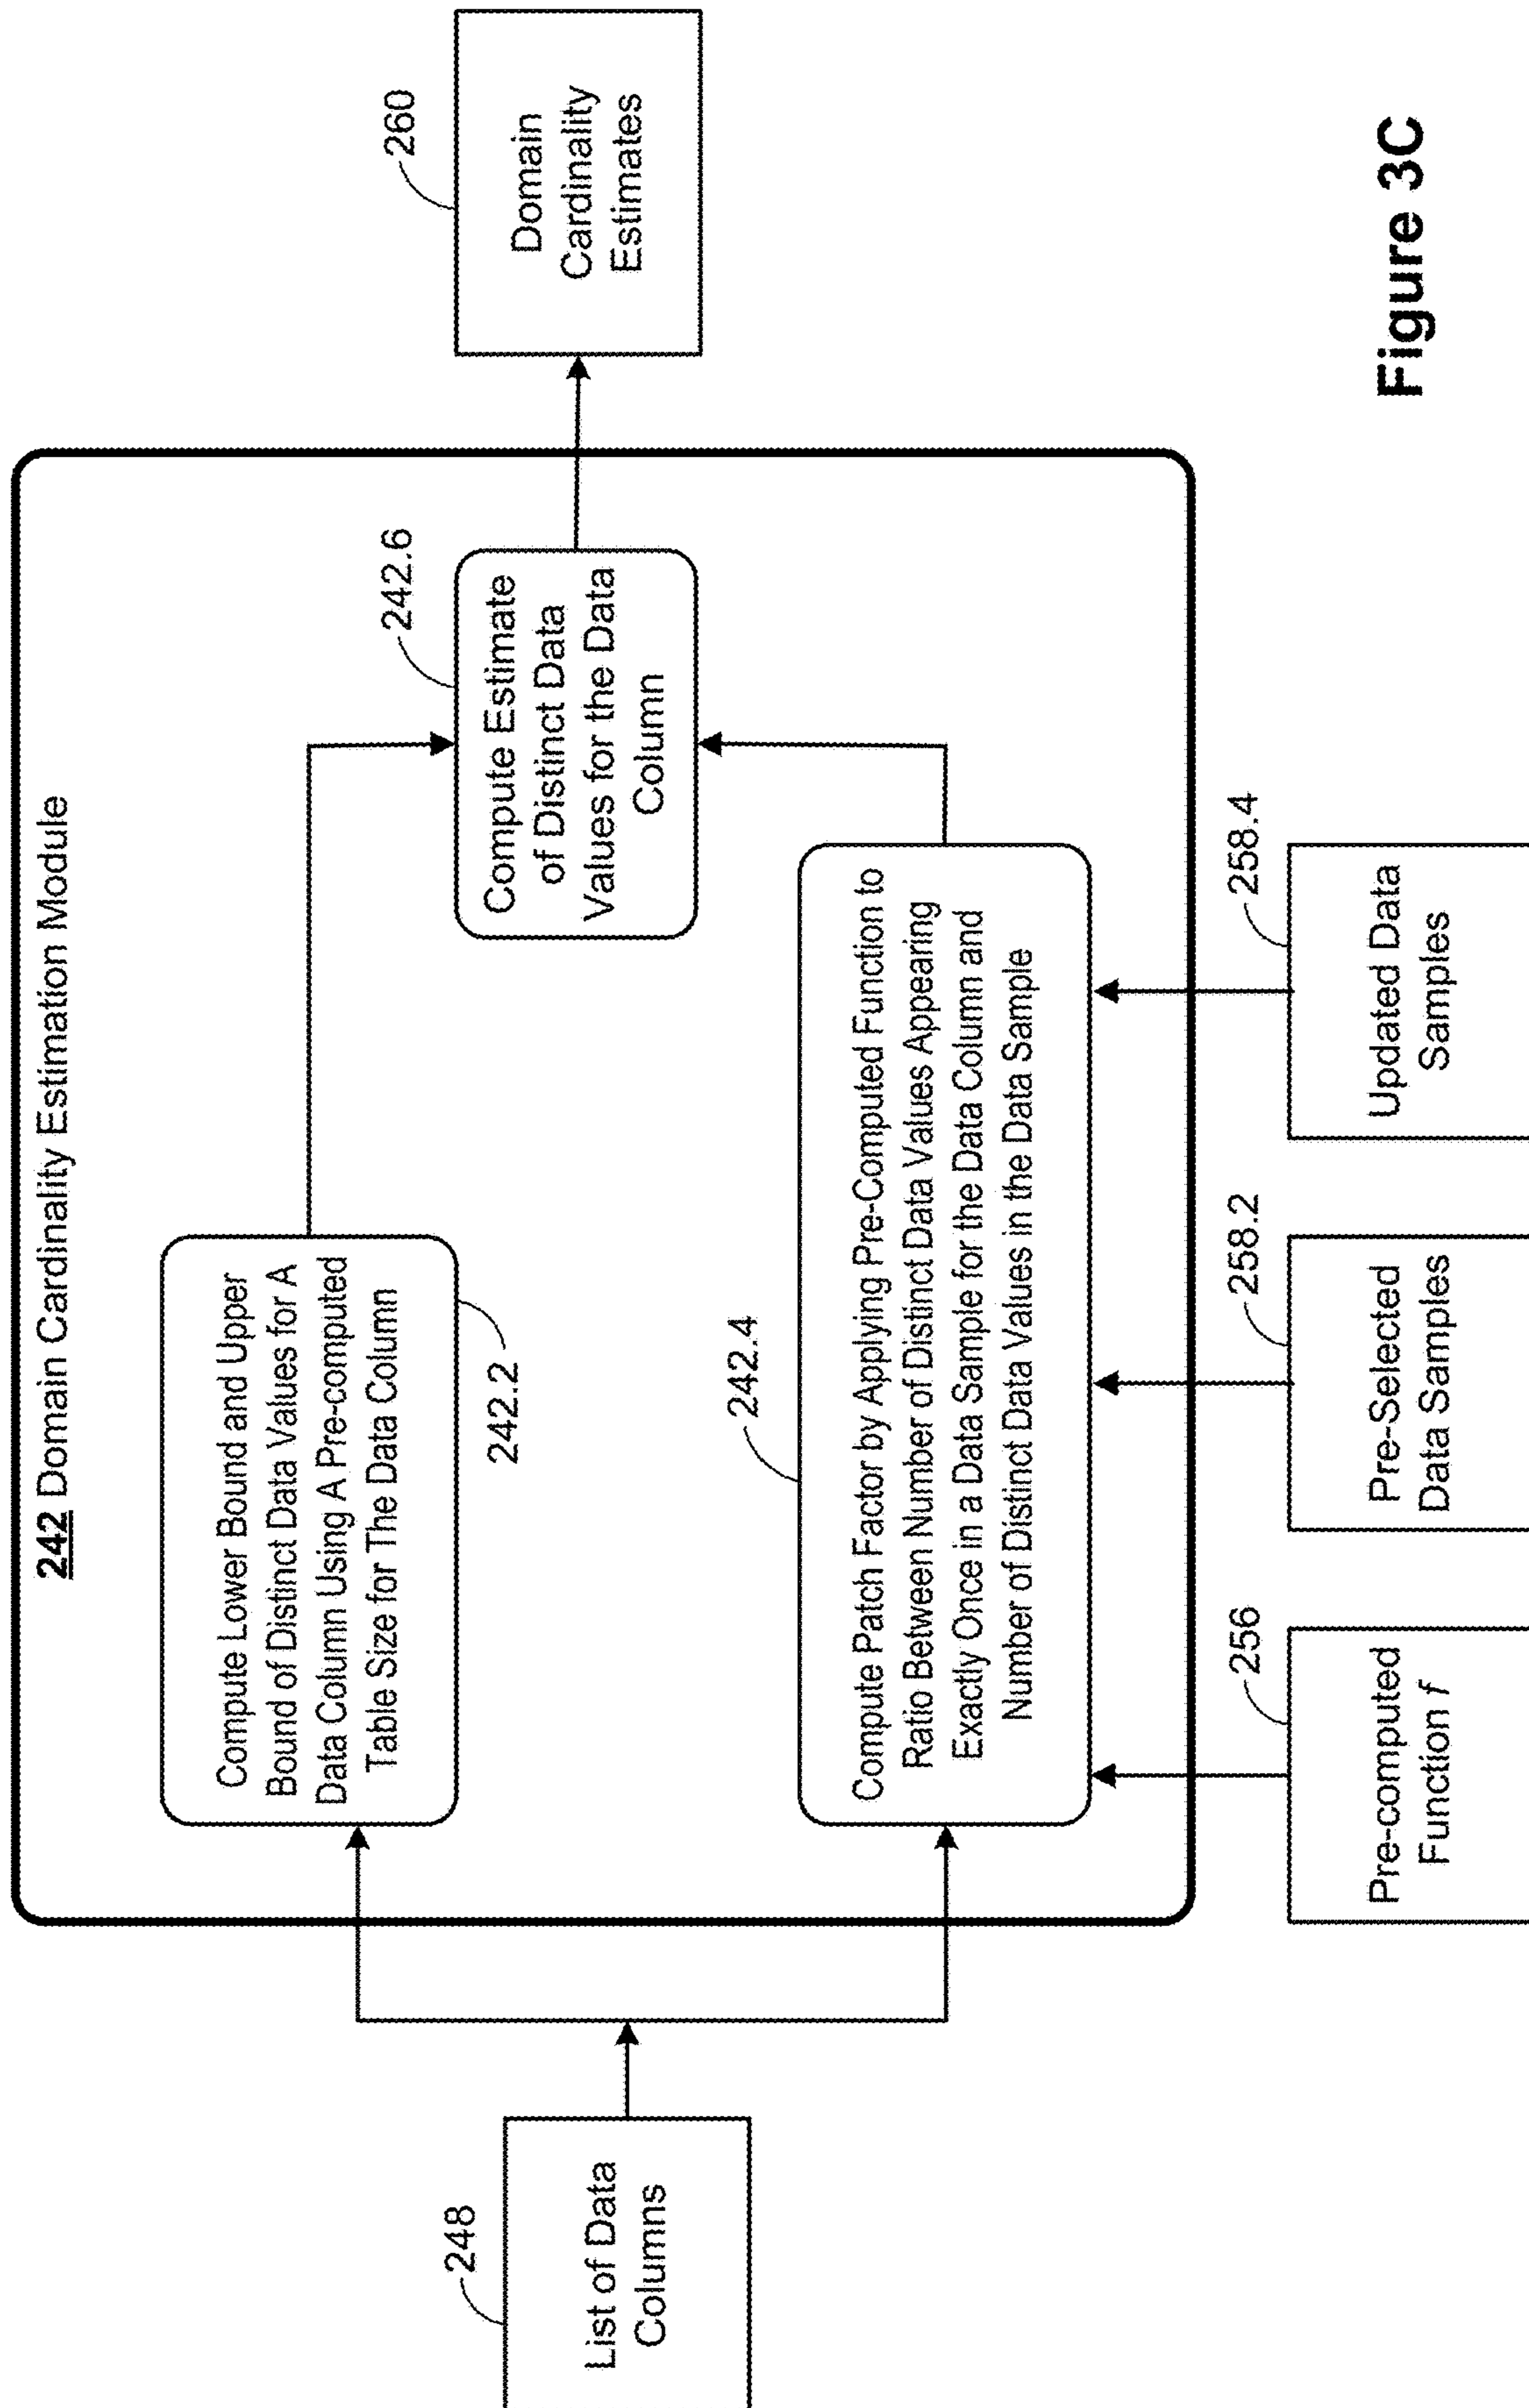 242 Domain Cardinality Estimation Module
248
List of Data
Columns
Compute Lower Bound and Upper
Bound of Distinct Data Values for A
Data Column Using A Pre-computed
Table Size for The Data Column
242.2
242.4
Compute Patch Factor by Applying Pre-Computed Function to
Ratio Between Number of Distinct Data Values Appearing
Exactly Once in a Data Sample for the Data Column and
Number of Distinct Data Values in the Data Sample
242.6
Compute Estimate
of Distinct Data
Values for the Data
Column
260
Domain
Cardinality
Estimates
256
Pre-computed
Function f
258.2
Pre-Selected
Data Samples
258.4
Updated Data
Samples
Figure 3C